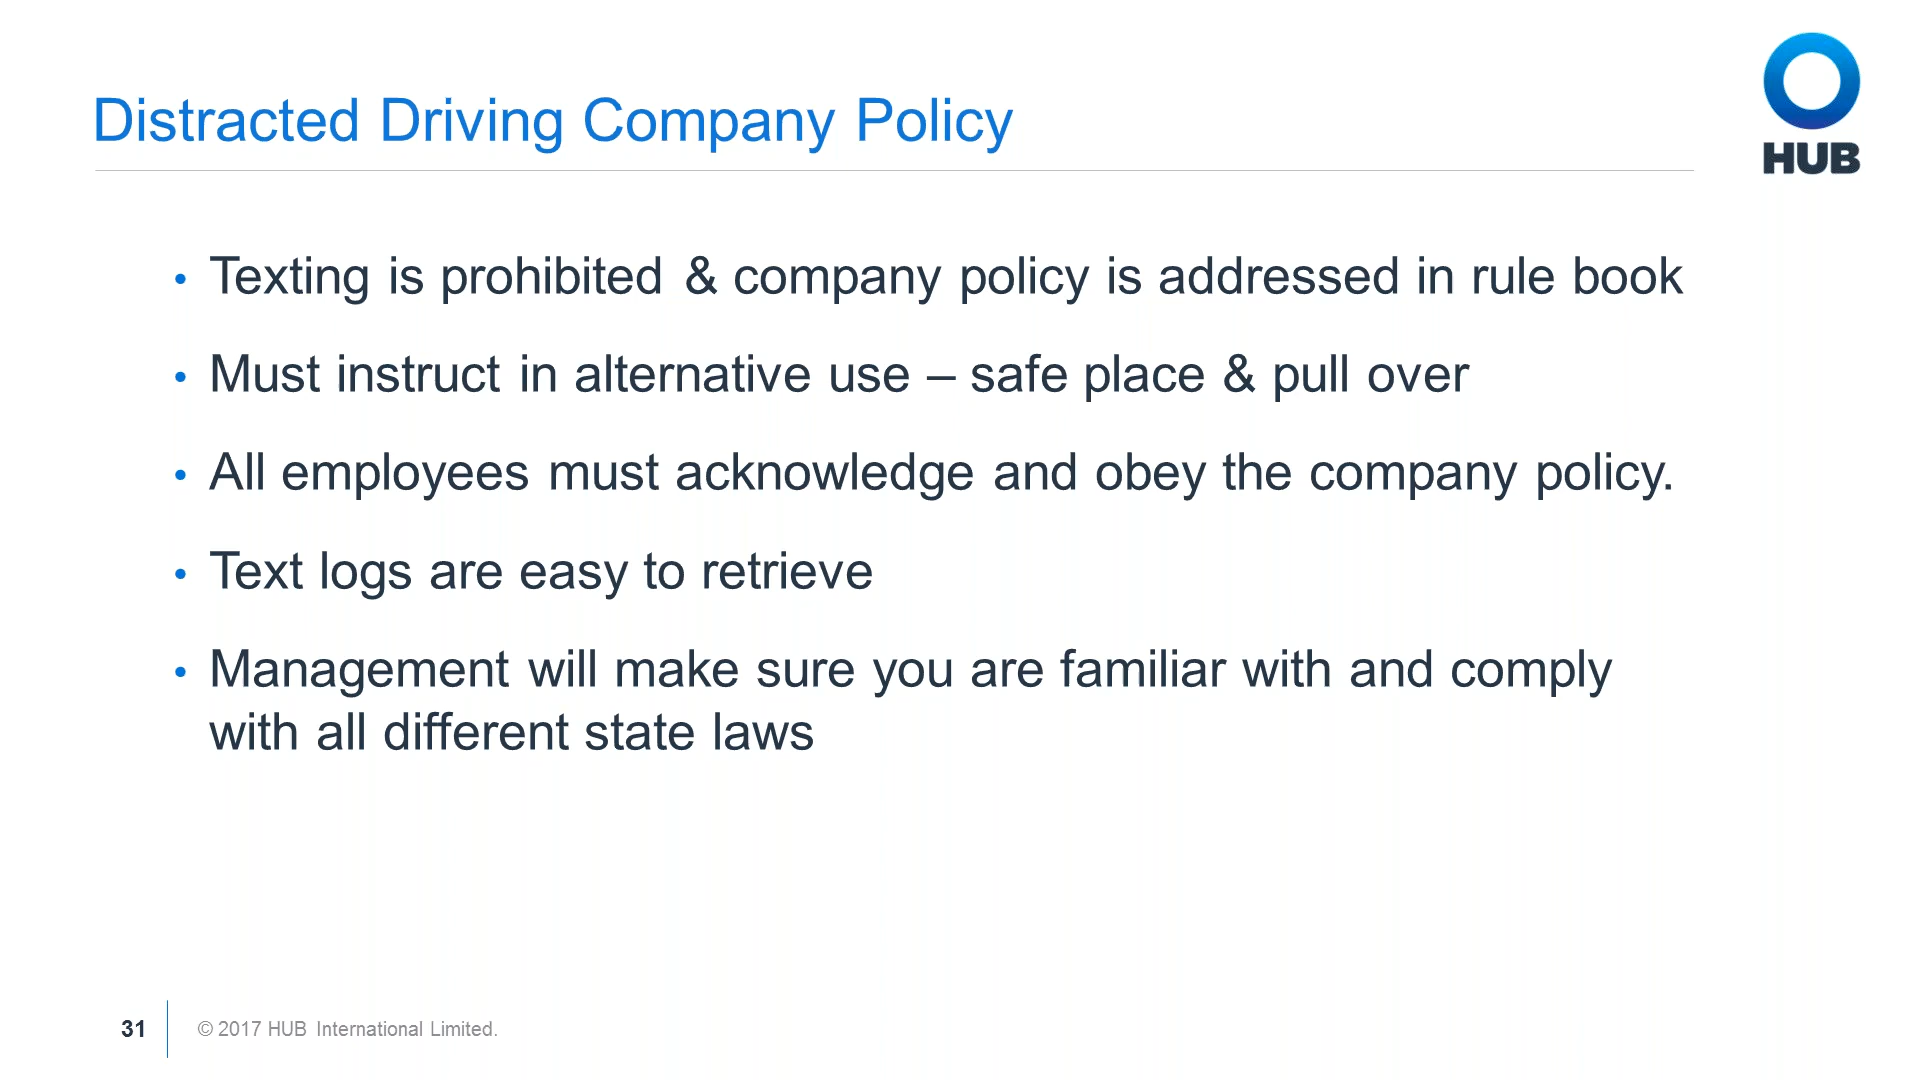 Distracted Driving Company Policy
HUB
• Texting is prohibited & company policy is addressed in rule book
• Must instruct in alternative use – safe place & pull over
• All employees must acknowledge and obey the company policy.
• Text logs are easy to retrieve
• Management will make sure you are familiar with and comply
with all different state laws
31
© 2017 HUB International Limited.